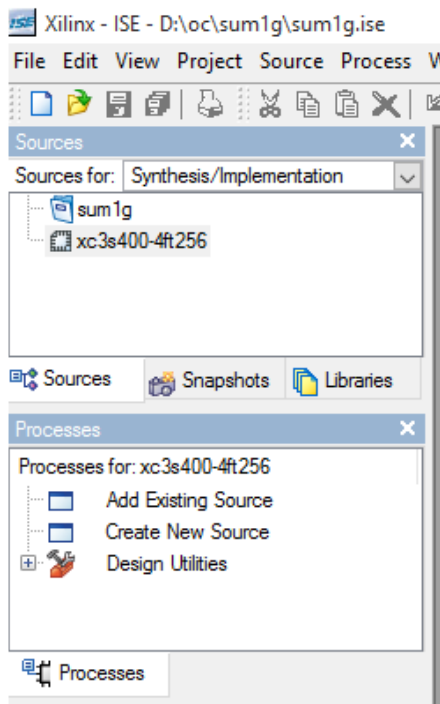 ISE Xilinx - ISE - D:\oc\sum1g\sum1g.ise
File Edit View Project Source Process
Sources
Sources for: Synthesis/Implementation
sum1g
xc3s400-4ft256
Sources Snapshots Libraries
Processes
Processes for: xc3s400-4ft256
Add Existing Source
Create New Source
Design Utilities
Processes